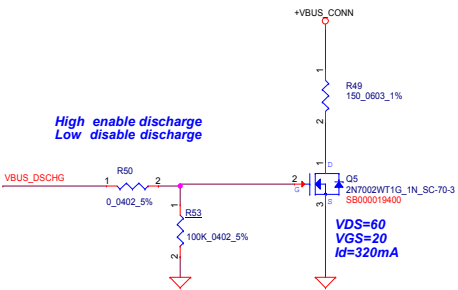 +VBUS_CONN
1
R49
150_0603_1%
2
High enable discharge
Low disable discharge
VBUS_DSCHG
R50
1
2
0_0402_5%
1
R53
100K_0402_5%
2
1
D
2
G
Q5
2N7002WT1G_1N_SC-70-3
SB000019400
3
S
VDS=60
VGS=20
Id=320mA